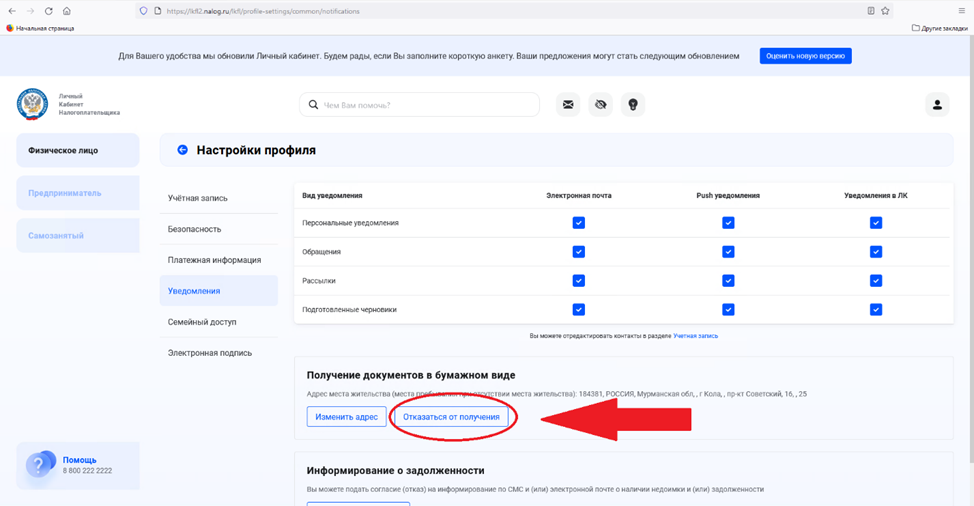 https://lkfl2.nalog.ru/lkfl/profile-settings/common/notifications
Начальная страница
Другие закладки
Для Вашего удобства мы обновили Личный кабинет. Будем рады, если Вы заполните короткую анкету. Ваши предложения могут стать следующим обновлением
Оценить новую версию
Личный
Кабинет
Налогоплательщика
Чем Вам помочь?
Физическое лицо
Предприниматель
Самозанятый
Настройки профиля
Учётная запись
Безопасность
Платежная информация
Уведомления
Семейный доступ
Электронная подпись
Вид уведомления Электронная почта Push уведомления Уведомления в ЛК
Персональные уведомления
Обращения
Рассылки
Подготовленные черновики
Вы можете отредактировать контакты в разделе Учетная запись
Получение документов в бумажном виде
Адрес места жительства (места пребывания при отсутствии места жительства): 184381, РОССИЯ, Мурманская обл, , г Кола, , пр-кт Советский, 16, , 25
Изменить адрес Отказаться от получения
Информирование о задолженности
Вы можете подать согласие (отказ) на информирование по СМС и (или) электронной почте о наличии недоимки и (или) задолженности
Помощь
8 800 222 2222